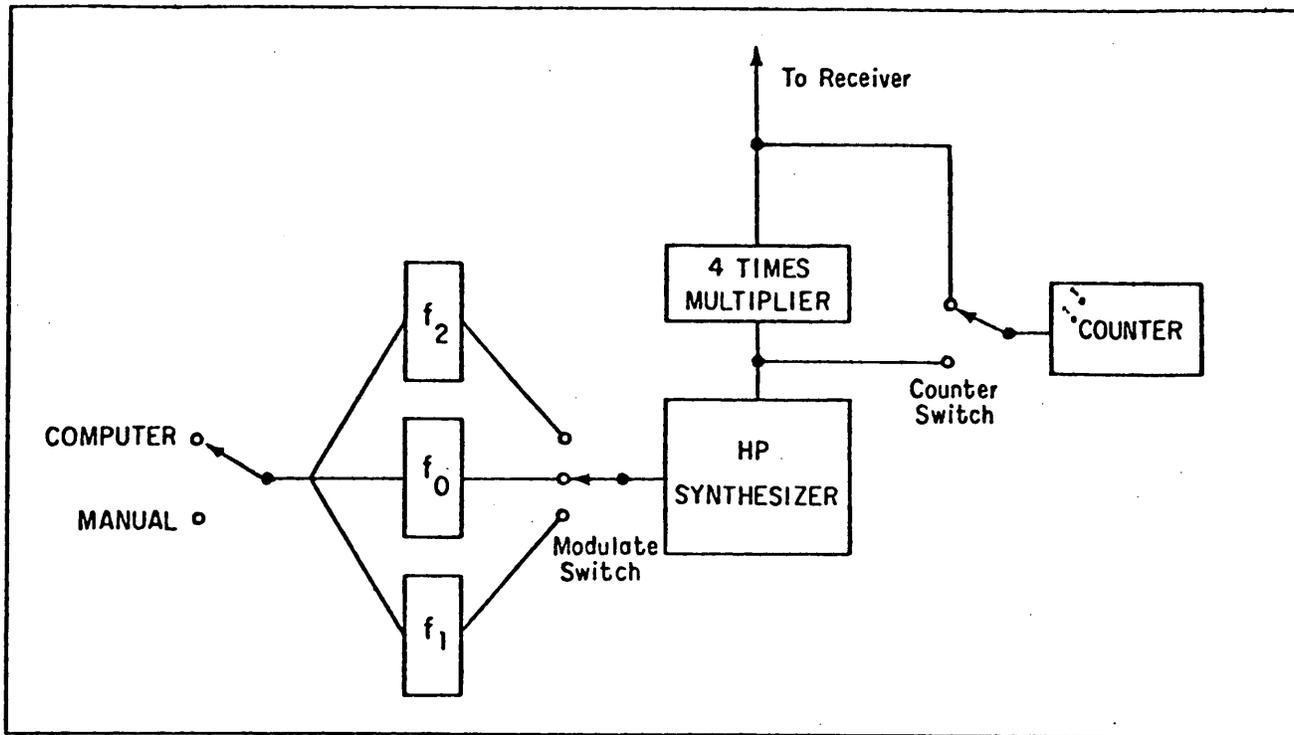 To Receiver
4 TIMES
MULTIPLIER
f2
COUNTER
Counter
Switch
COMPUTER
f0
HP
SYNTHESIZER
MANUAL
Modulate
Switch
f1